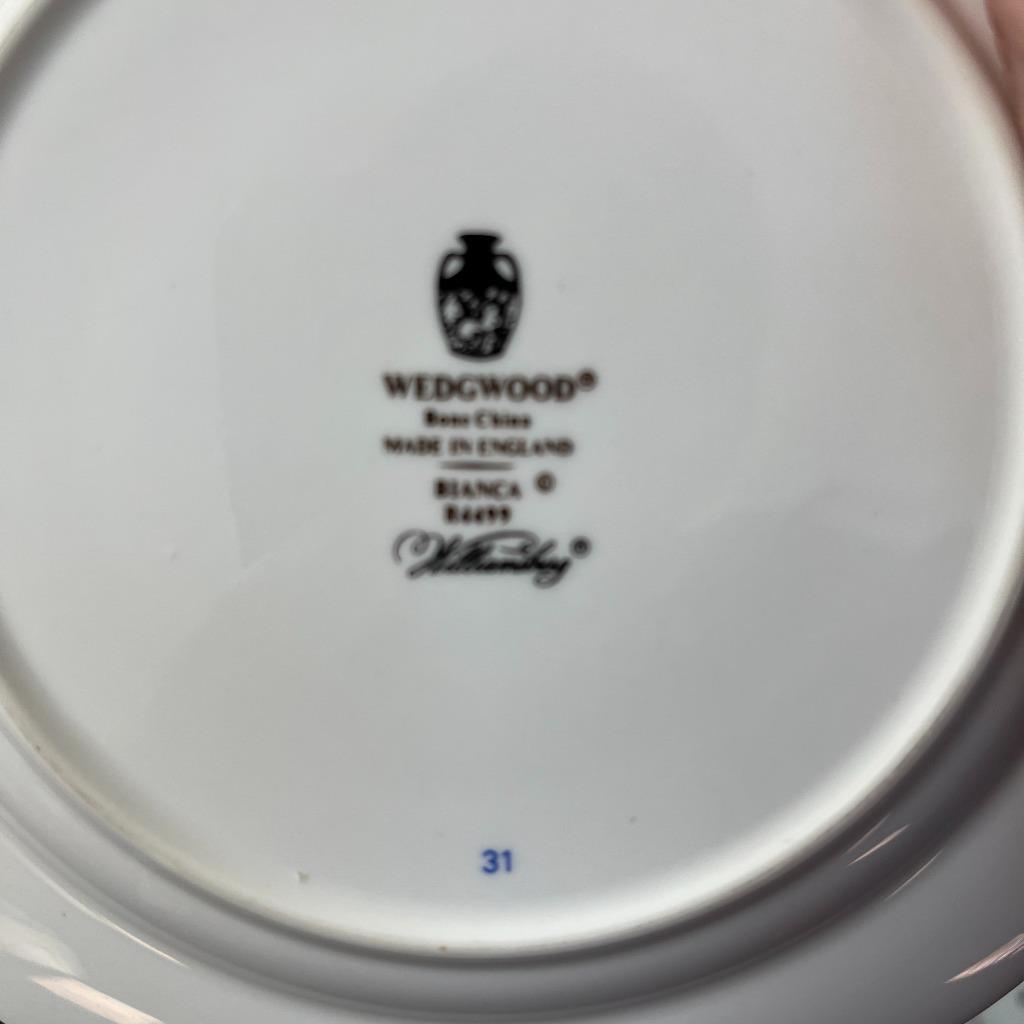 WEDGWOOD®
Bone China
MADE IN ENGLAND
BIANCA ©
R4499
Williamsburg®
31